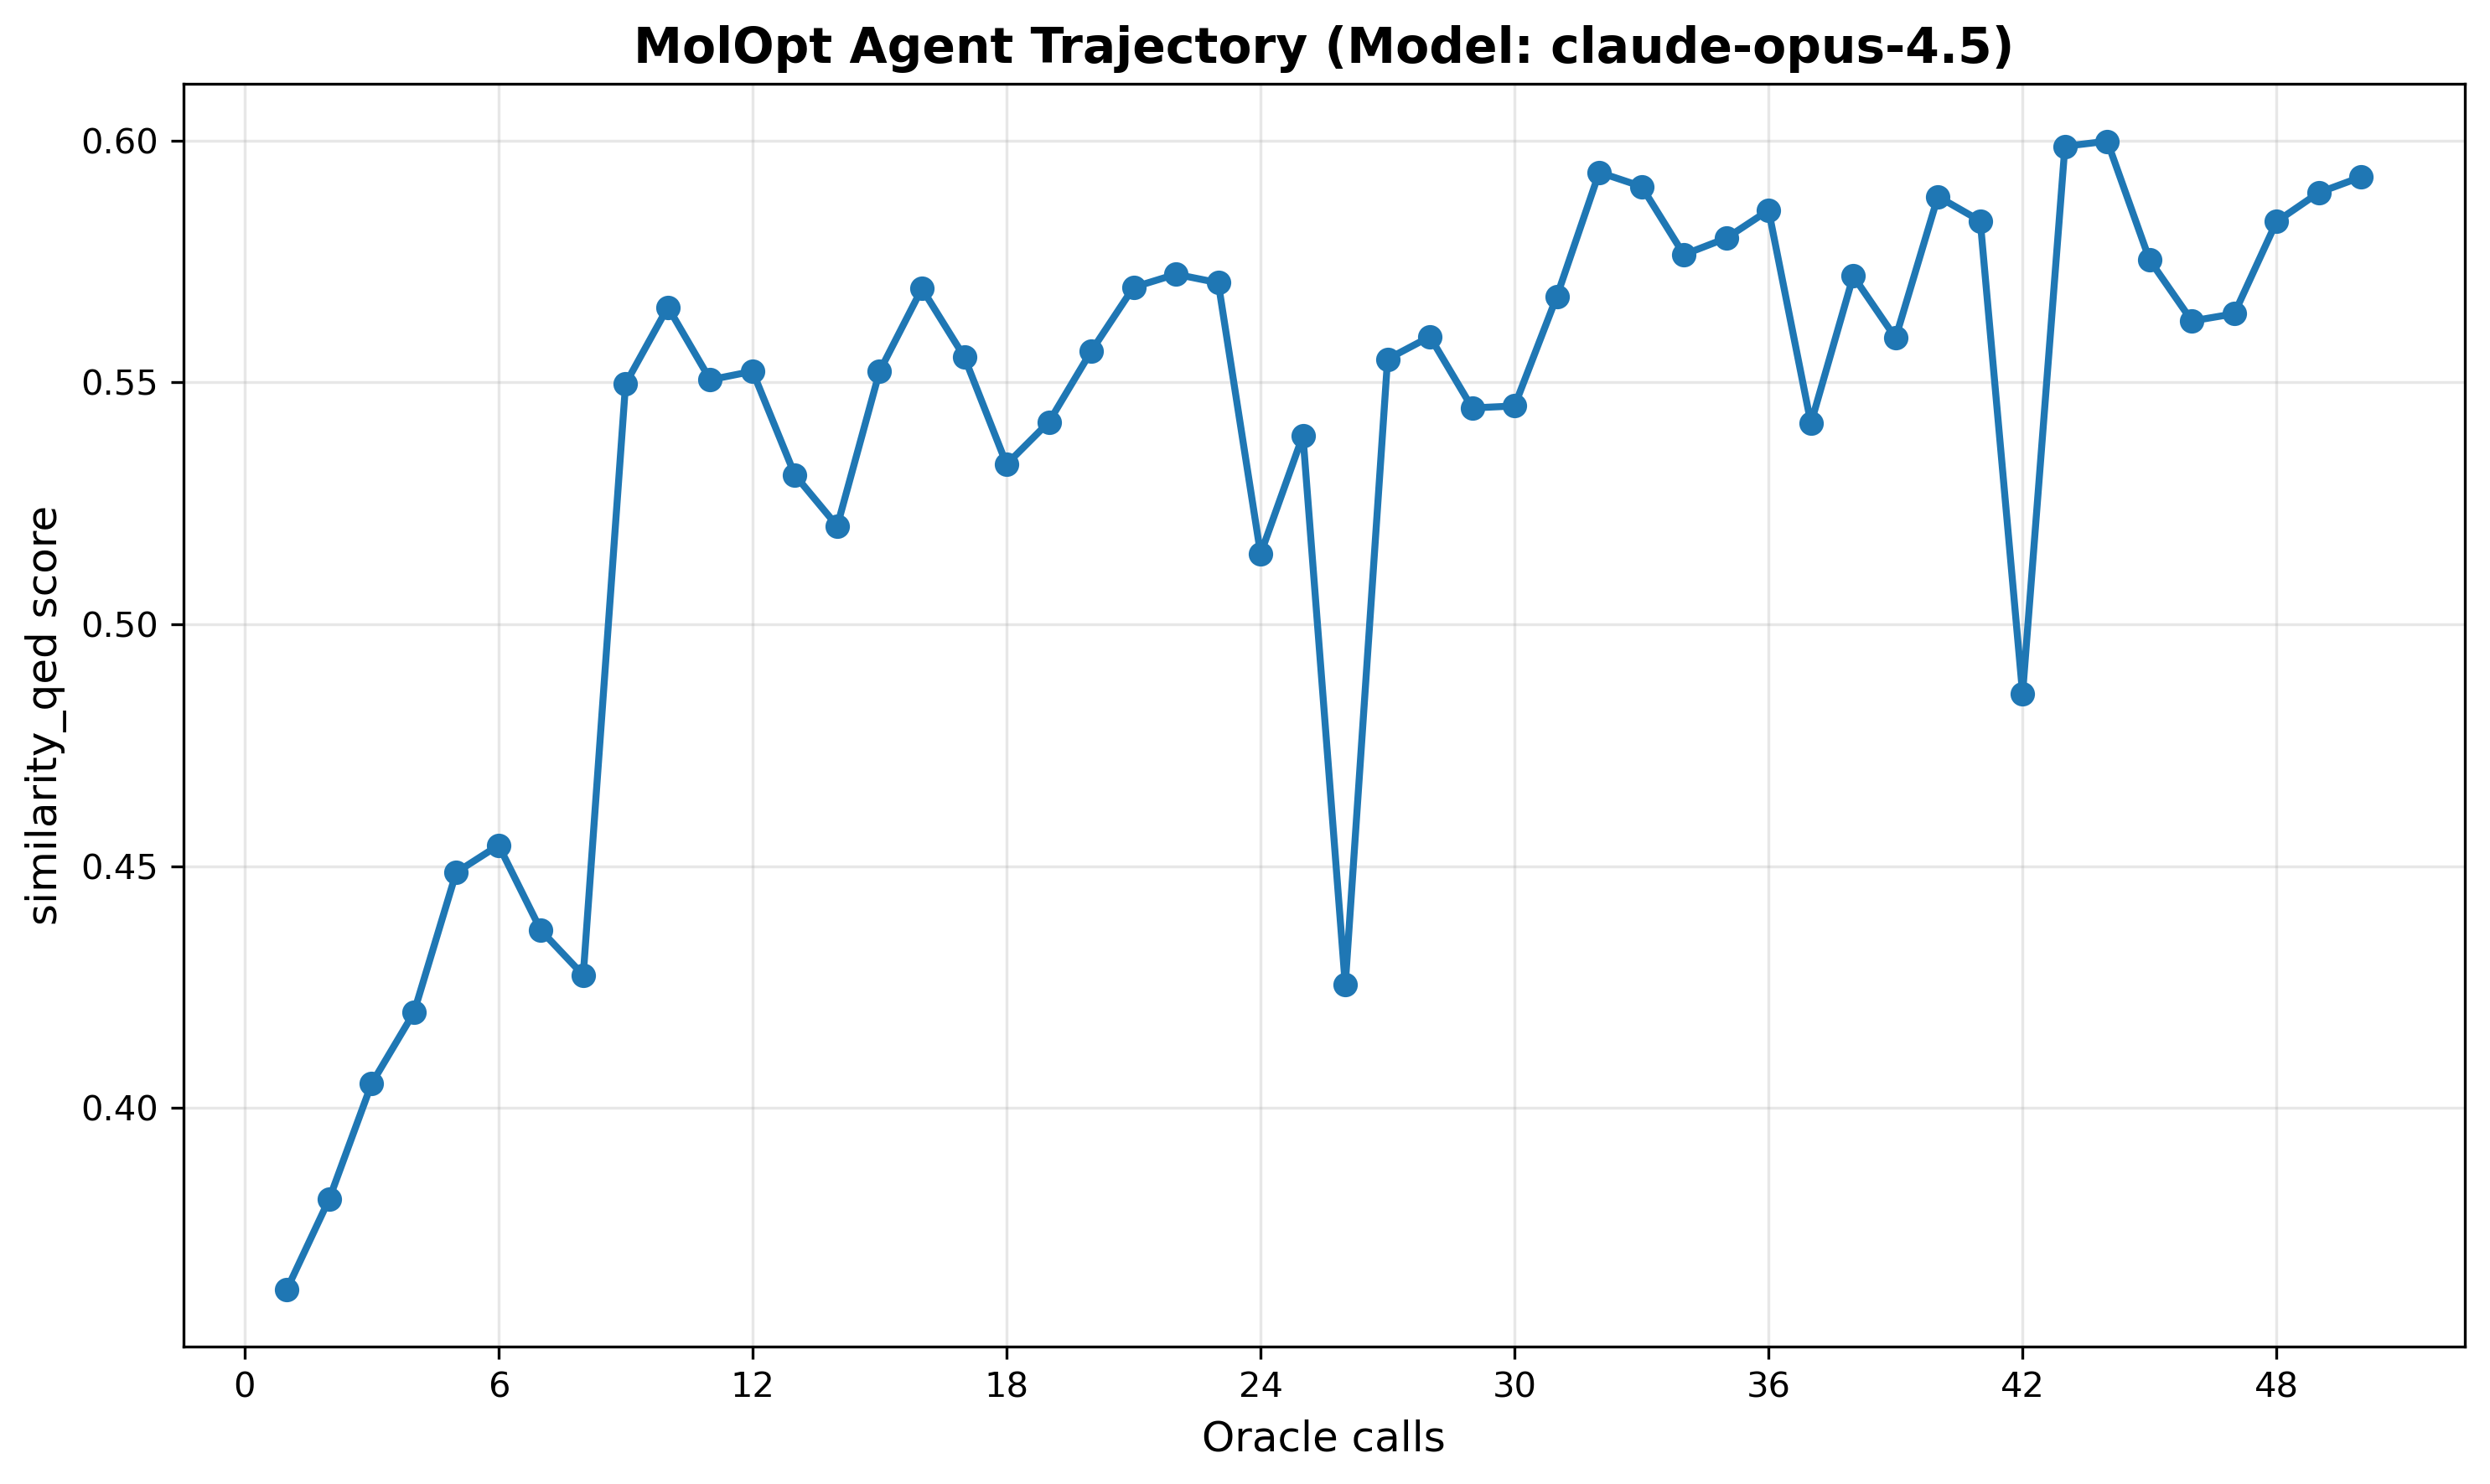 MolOpt Agent Trajectory (Model: claude-opus-4.5)
similarity_qed score
0.60
0.55
0.50
0.45
0.40
0 6 12 18 24 30 36 42 48
Oracle calls